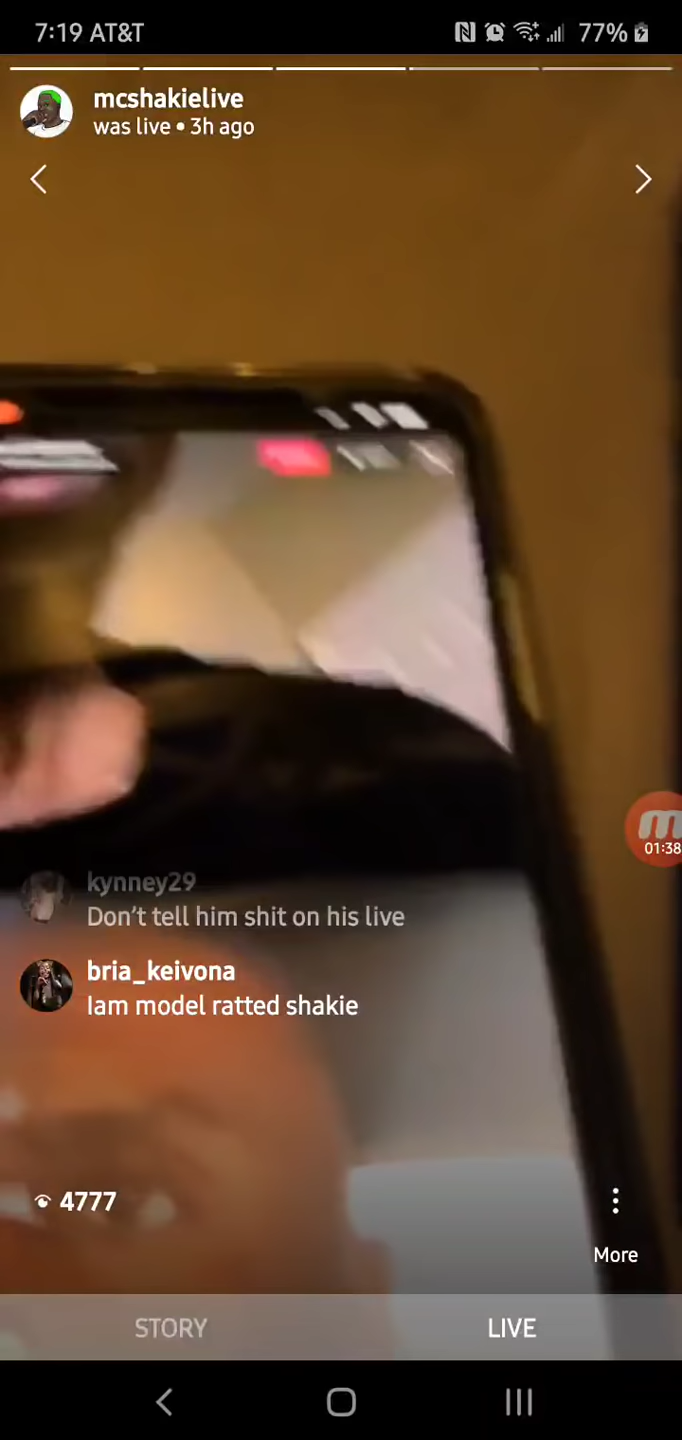 7:19 AT&T 77%
mcshakielive
was live • 3h ago
01:38
kynney29
Don't tell him shit on his live
bria_keivona
Iam model ratted shakie
4777
More
STORY LIVE